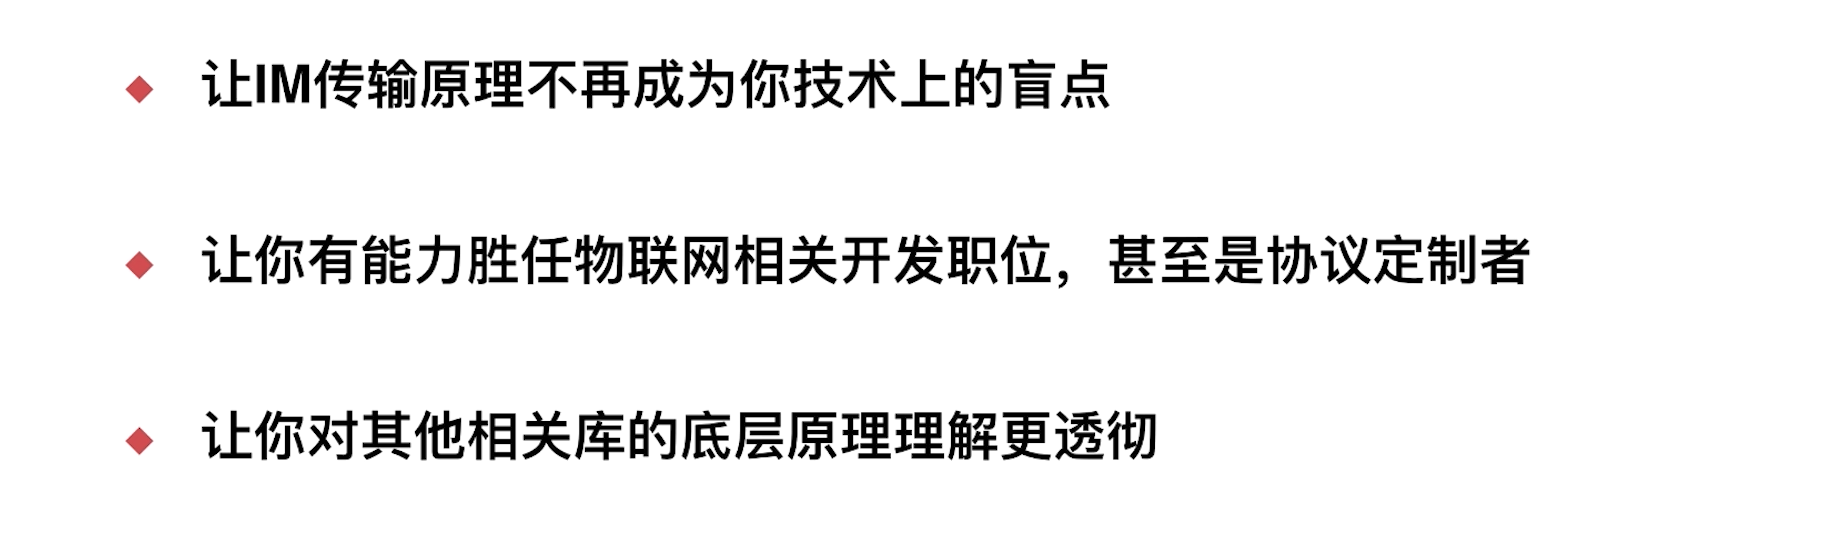 让IM传输原理不再成为你技术上的盲点
让你有能力胜任物联网相关开发职位，甚至是协议定制者
让你对其他相关库的底层原理理解更透彻